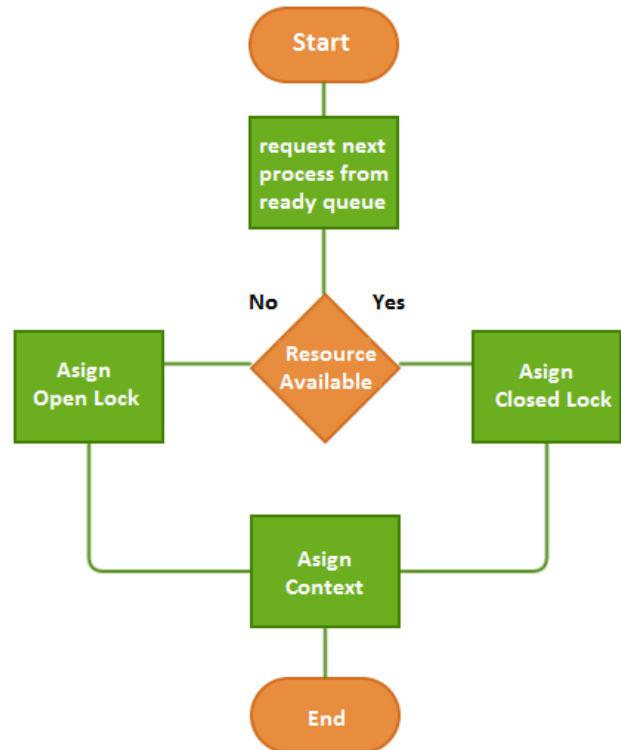 Start
request next
process from
ready queue
No
Yes
Resource
Available
Asign
Open Lock
Asign
Closed Lock
Asign
Context
End